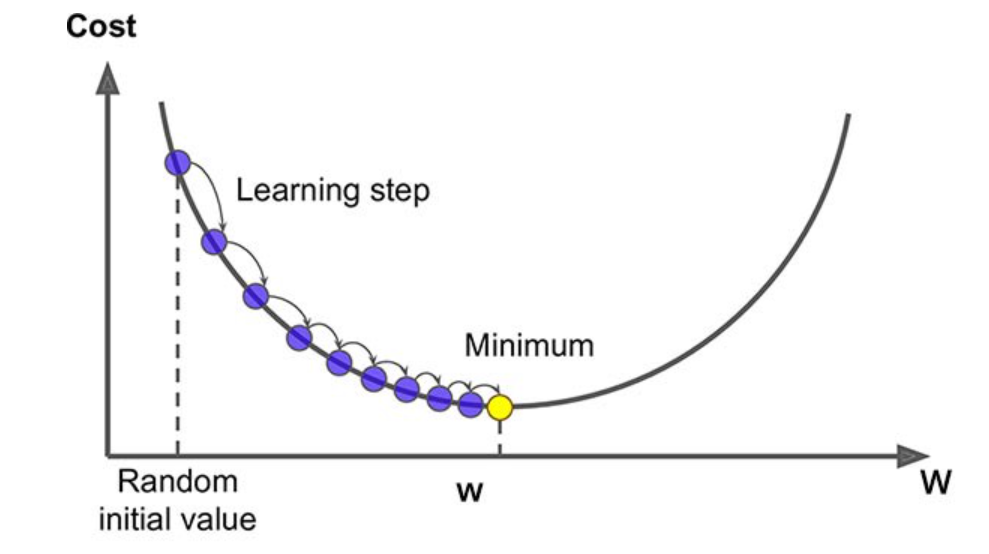 Cost
Learning step
Minimum
Random
initial value
w
W